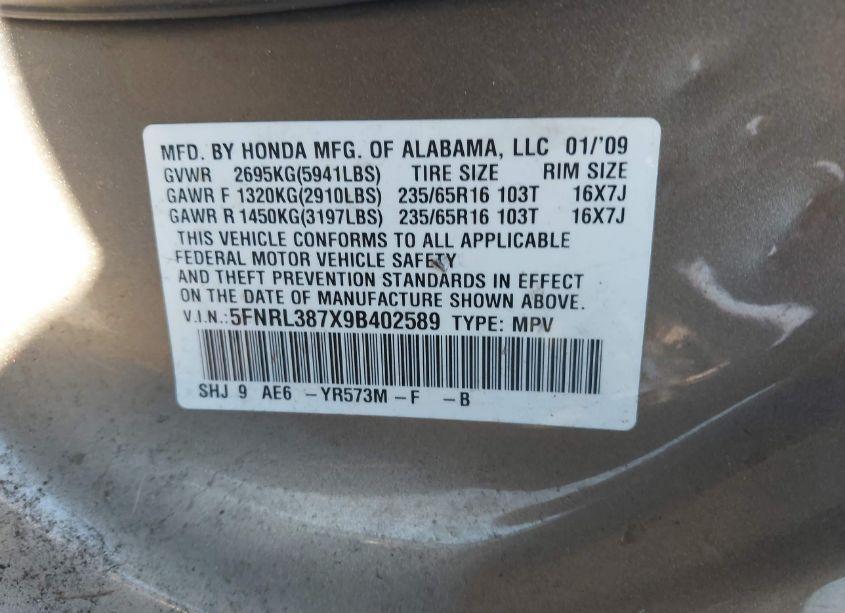 MFD. BY HONDA MFG. OF ALABAMA, LLC 01/'09
GVWR 2695KG(5941LBS) TIRE SIZE RIM SIZE
GAWR F 1320KG(2910LBS) 235/65R16 103T 16X7J
GAWR R 1450KG(3197LBS) 235/65R16 103T 16X7J
THIS VEHICLE CONFORMS TO ALL APPLICABLE
FEDERAL MOTOR VEHICLE SAFETY
AND THEFT PREVENTION STANDARDS IN EFFECT
ON THE DATE OF MANUFACTURE SHOWN ABOVE.
V.I.N.:5FNRL387X9B402589 TYPE: MPV
SHJ 9 AE6 -YR573M-F -B